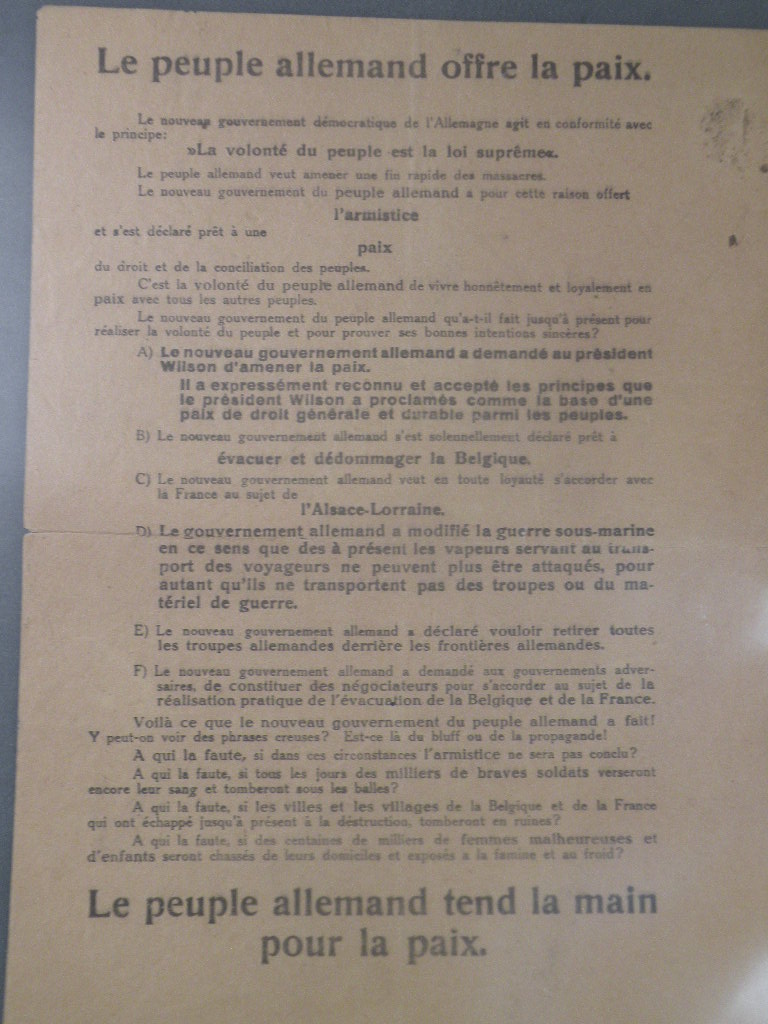 Le peuple allemand offre la paix.
Le nouveau gouvernement démocratique de l'Allemagne agit en conformité avec
le principe:
»La volonté du peuple est la loi suprême«.
Le peuple allemand veut amener une fin rapide des massacres.
Le nouveau gouvernement du peuple allemand a pour cette raison offert
l'armistice
et s'est déclaré prêt à une
paix
du droit et de la conciliation des peuples.
C'est la volonté du peuple allemand de vivre honnêtement et loyalement en
paix avec tous les autres peuples.
Le nouveau gouvernement du peuple allemand qu'a-t-il fait jusqu'à présent pour
réaliser la volonté du peuple et pour prouver ses bonnes intentions sincères?
A) Le nouveau gouvernement allemand a demandé au président
Wilson d'amener la paix.
Il a expressément reconnu et accepté les principes que
le président Wilson a proclamés comme la base d'une
paix de droit générale et durable parmi les peuples.
B) Le nouveau gouvernement allemand s'est solennellement déclaré prêt à
évacuer et dédommager la Belgique.
C) Le nouveau gouvernement allemand veut en toute loyauté s'accorder avec
la France au sujet de
l'Alsace-Lorraine.
D) Le gouvernement allemand a modifié la guerre sous-marine
en ce sens que des à présent les vapeurs servant au trans-
port des voyageurs ne peuvent plus être attaqués, pour
autant qu'ils ne transportent pas des troupes ou du ma-
tériel de guerre.
E) Le nouveau gouvernement allemand a déclaré vouloir retirer toutes
les troupes allemandes derrière les frontières allemandes.
F) Le nouveau gouvernement allemand a demandé aux gouvernements adver-
saires, de constituer des négociateurs pour s'accorder au sujet de la
réalisation pratique de l'évacuation de la Belgique et de la France.
Voilà ce que le nouveau gouvernement du peuple allemand a fait!
Y peut-on voir des phrases creuses? Est-ce là du bluff ou de la propagande!
A qui la faute, si dans ces circonstances l'armistice ne sera pas conclu?
A qui la faute, si tous les jours des milliers de braves soldats verseront
encore leur sang et tomberont sous les balles?
A qui la faute, si les villes et les villages de la Belgique et de la France
qui ont échappé jusqu'à présent à la déstruction, tomberont en ruines?
A qui la faute, si des centaines de milliers de femmes malheureuses et
d'enfants seront chassés de leurs domiciles et exposés a la famine et au froid?
Le peuple allemand tend la main
pour la paix.